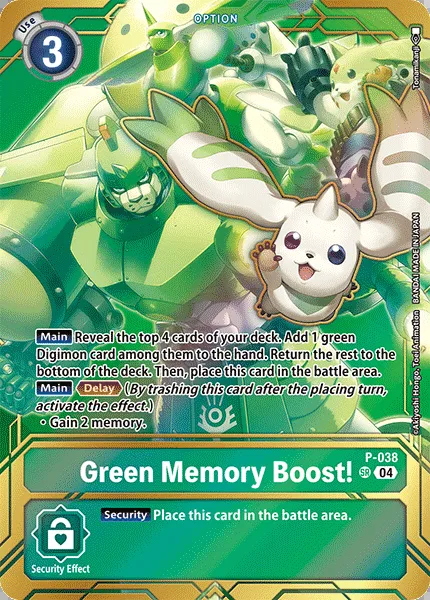 OPTION
Use
3
Tonamikanji
Main Reveal the top 4 cards of your deck. Add 1 green
Digimon card among them to the hand. Return the rest to the
bottom of the deck. Then, place this card in the battle area.
Main Delay (By trashing this card after the placing turn,
activate the effect.)
• Gain 2 memory.
©Akiyoshi Hongo, Toei Animation BANDAI MADE IN JAPAN
P-038
Green Memory Boost! SR 04
Security Place this card in the battle area.
Security Effect